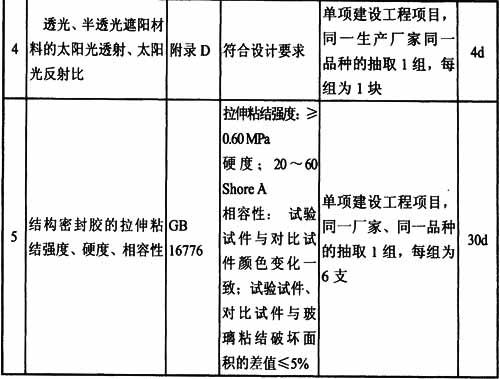 4
透光、半透光遮阳材
料的太阳光透射、太阳
光反射比
附录 D
符合设计要求
单项建设工程项目，
同一生产厂家同一
品种的抽取 1 组，每
组为 1 块
4d
5
结构密封胶的拉伸粘
结强度、硬度、相容性
GB
16776
拉伸粘结强度：≥
0.60 MPa
硬度；20～60
Shore A
相容性：试验
试件与对比试
件颜色变化一
致；试验试件、
对比试件与玻
璃粘结破坏面
积的差值≤5%
单项建设工程项目，
同一厂家、同一品种
的抽取 1 组，每组为
6 支
30d